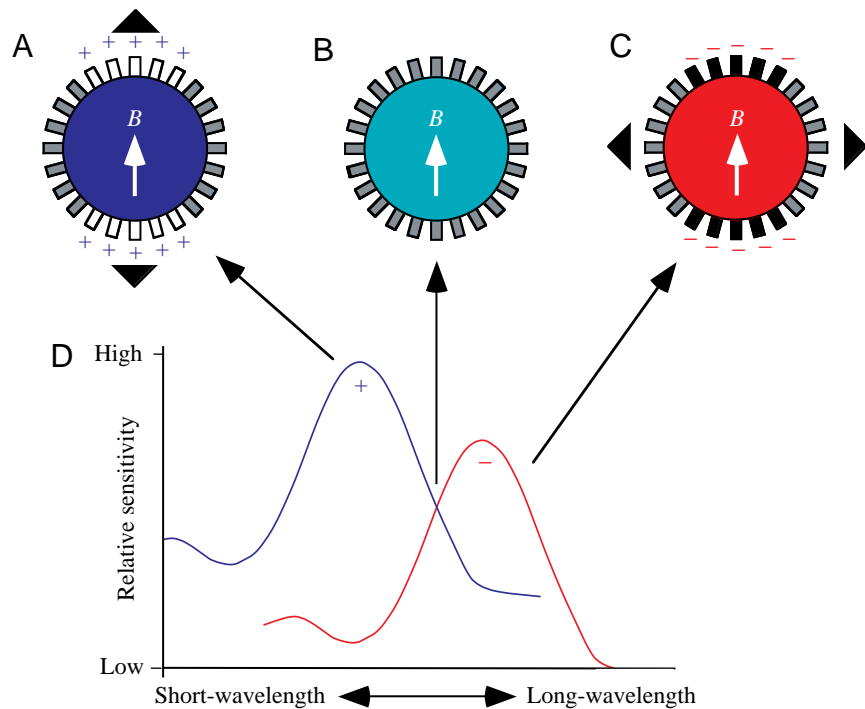 A
+ + + + +
B
+ + + + +
B
B
C
– – – – –
B
– – – – –
D
High
+
–
Relative sensitivity
Low
Short-wavelength
Long-wavelength